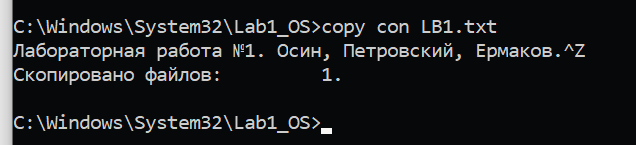 C:\Windows\System32\Lab1_OS>copy con LB1.txt
Лабораторная работа №1. Осин, Петровский, Ермаков.^Z
Скопировано файлов:         1.
C:\Windows\System32\Lab1_OS>